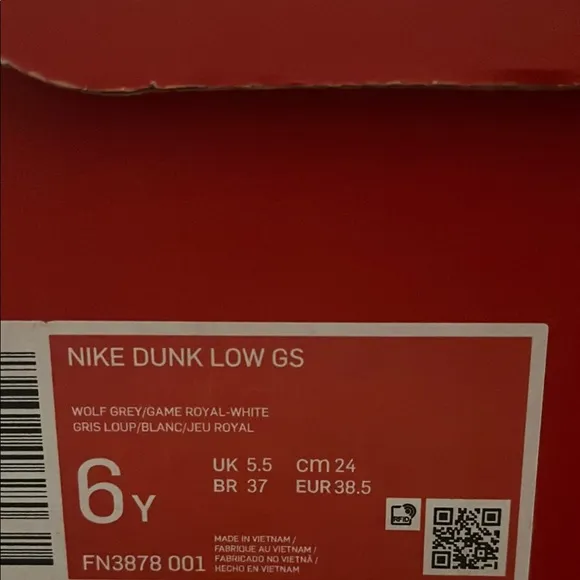 NIKE DUNK LOW GS
WOLF GREY/GAME ROYAL-WHITE
GRIS LOUP/BLANC/JEU ROYAL
6Y
UK 5.5 cm 24
BR 37 EUR 38.5
RFID
FN3878 001
MADE IN VIETNAM /
FABRIQUE AU VIETNAM /
FABRICADO NO VIETNÃ /
HECHO EN VIETNAM